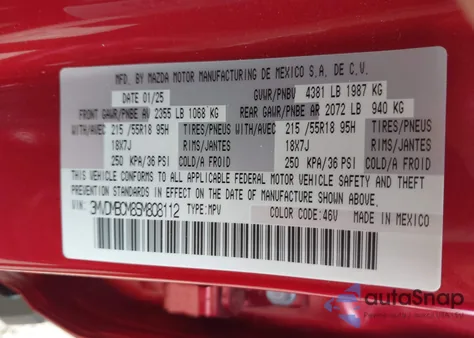 MFD. BY MAZDA MOTOR MANUFACTURING DE MEXICO S.A. DE C.V.
DATE 01/25 GVWR/PNBV 4381 LB 1987 KG
FRONT GAWR/PNBE AV 2355 LB 1068 KG REAR GAWR/PNBE AR 2072 LB 940 KG
WITH/AVEC 215 /55R18 95H TIRES/PNEUS WITH/AVEC 215 /55R18 95H TIRES/PNEUS
18X7J RIMS/JANTES 18X7J RIMS/JANTES
250 KPA/36 PSI COLD/A FROID 250 KPA/36 PSI COLD/A FROID
THIS VEHICLE CONFORMS TO ALL APPLICABLE FEDERAL MOTOR VEHICLE SAFETY AND THEFT
PREVENTION STANDARDS IN EFFECT ON THE DATE OF MANUFACTURE SHOWN ABOVE.
VIN: 3MVDMBCM8SM808112 TYPE:MPV COLOR CODE:46V MADE IN MEXICO
autoSnap